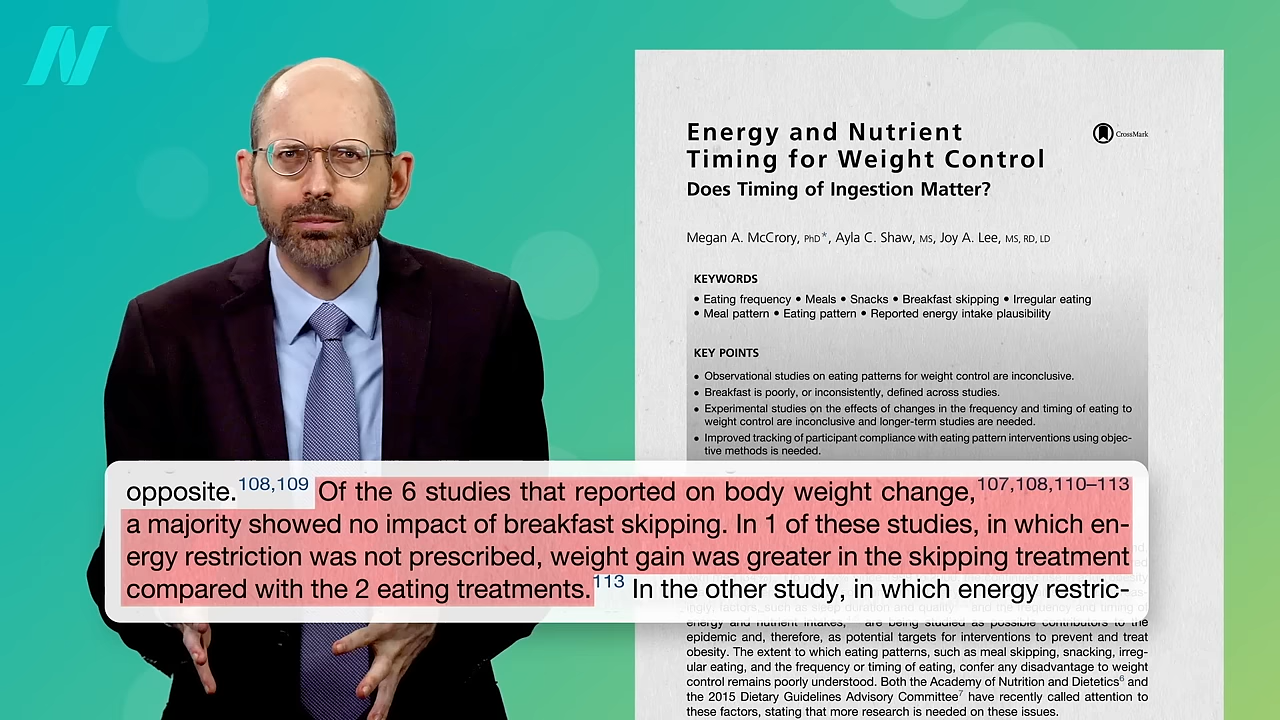 N
Energy and Nutrient
Timing for Weight Control
Does Timing of Ingestion Matter?
CrossMark
Megan A. McCrory, PhD*, Ayla C. Shaw, MS, Joy A. Lee, MS, RD, LD
KEYWORDS
• Eating frequency • Meals • Snacks • Breakfast skipping • Irregular eating
• Meal pattern • Eating pattern • Reported energy intake plausibility
KEY POINTS
• Observational studies on eating patterns for weight control are inconclusive.
• Breakfast is poorly, or inconsistently, defined across studies.
• Experimental studies on the effects of changes in the frequency and timing of eating to
weight control are inconclusive and longer-term studies are needed.
• Improved tracking of participant compliance with eating pattern interventions using objec-
tive methods is needed.
opposite.108,109 Of the 6 studies that reported on body weight change,107,108,110–113
a majority showed no impact of breakfast skipping. In 1 of these studies, in which en-
ergy restriction was not prescribed, weight gain was greater in the skipping treatment
compared with the 2 eating treatments.113 In the other study, in which energy restric-
energy and nutrient intakes, are being studied as possible contributors to the
epidemic and, therefore, as potential targets for interventions to prevent and treat
obesity. The extent to which eating patterns, such as meal skipping, snacking, irreg-
ular eating, and the frequency or timing of eating, confer any disadvantage to weight
control remains poorly understood. Both the Academy of Nutrition and Dietetics6 and
the 2015 Dietary Guidelines Advisory Committee7 have recently called attention to
these factors, stating that more research is needed on these issues.